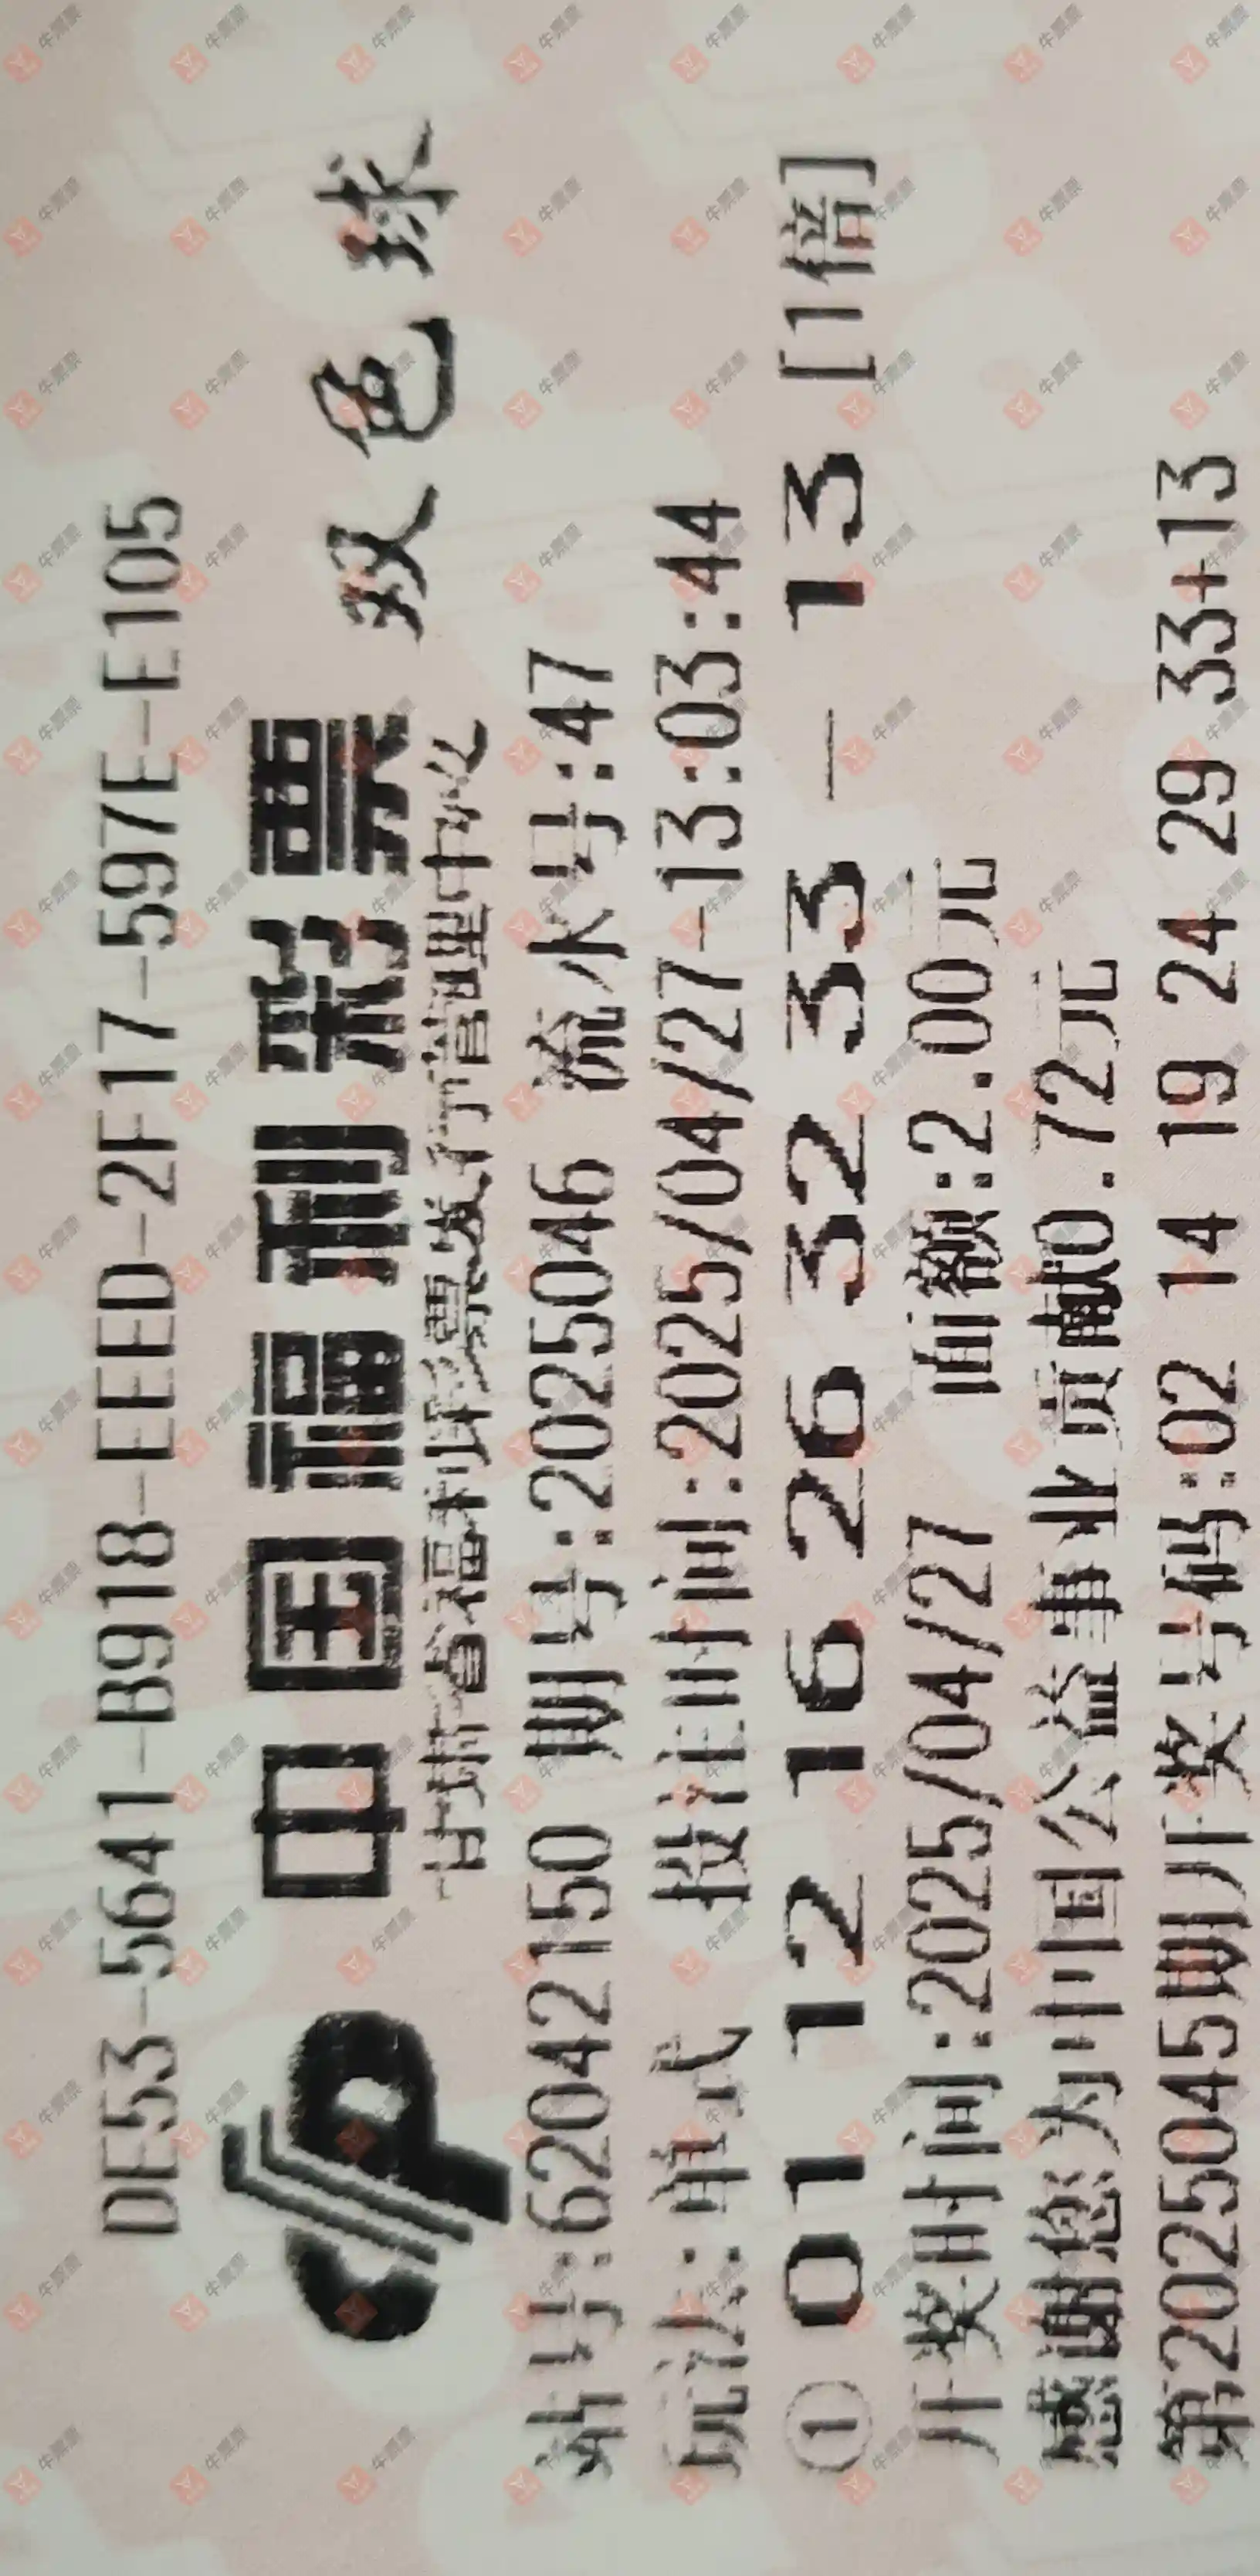 DE53-5641-B918-EEED-2F17-597E-E105
中国福利彩票 双色球
甘肃省福利彩票发行管理中心
站号:62042150 期号:2025046 流水号:47
玩法:单式 投注时间:2025/04/27-13:03:44
① 01 12 16 26 32 33 - 13 [1倍]
开奖时间:2025/04/27 面额:2.00元
感谢您为中国公益事业贡献0.72元
第2025045期开奖号码:02 14 19 24 29 33+13
牛票票